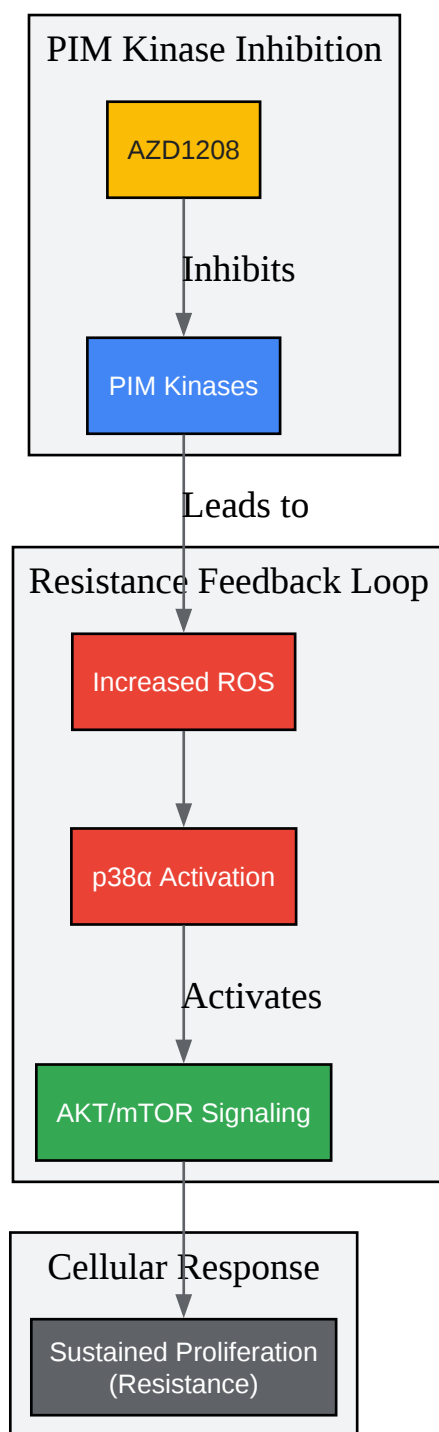 PIM Kinase Inhibition
AZD1208
Inhibits
PIM Kinases
Leads to
Resistance Feedback Loop
Increased ROS
p38α Activation
Activates
AKT/mTOR Signaling
Cellular Response
Sustained Proliferation
(Resistance)